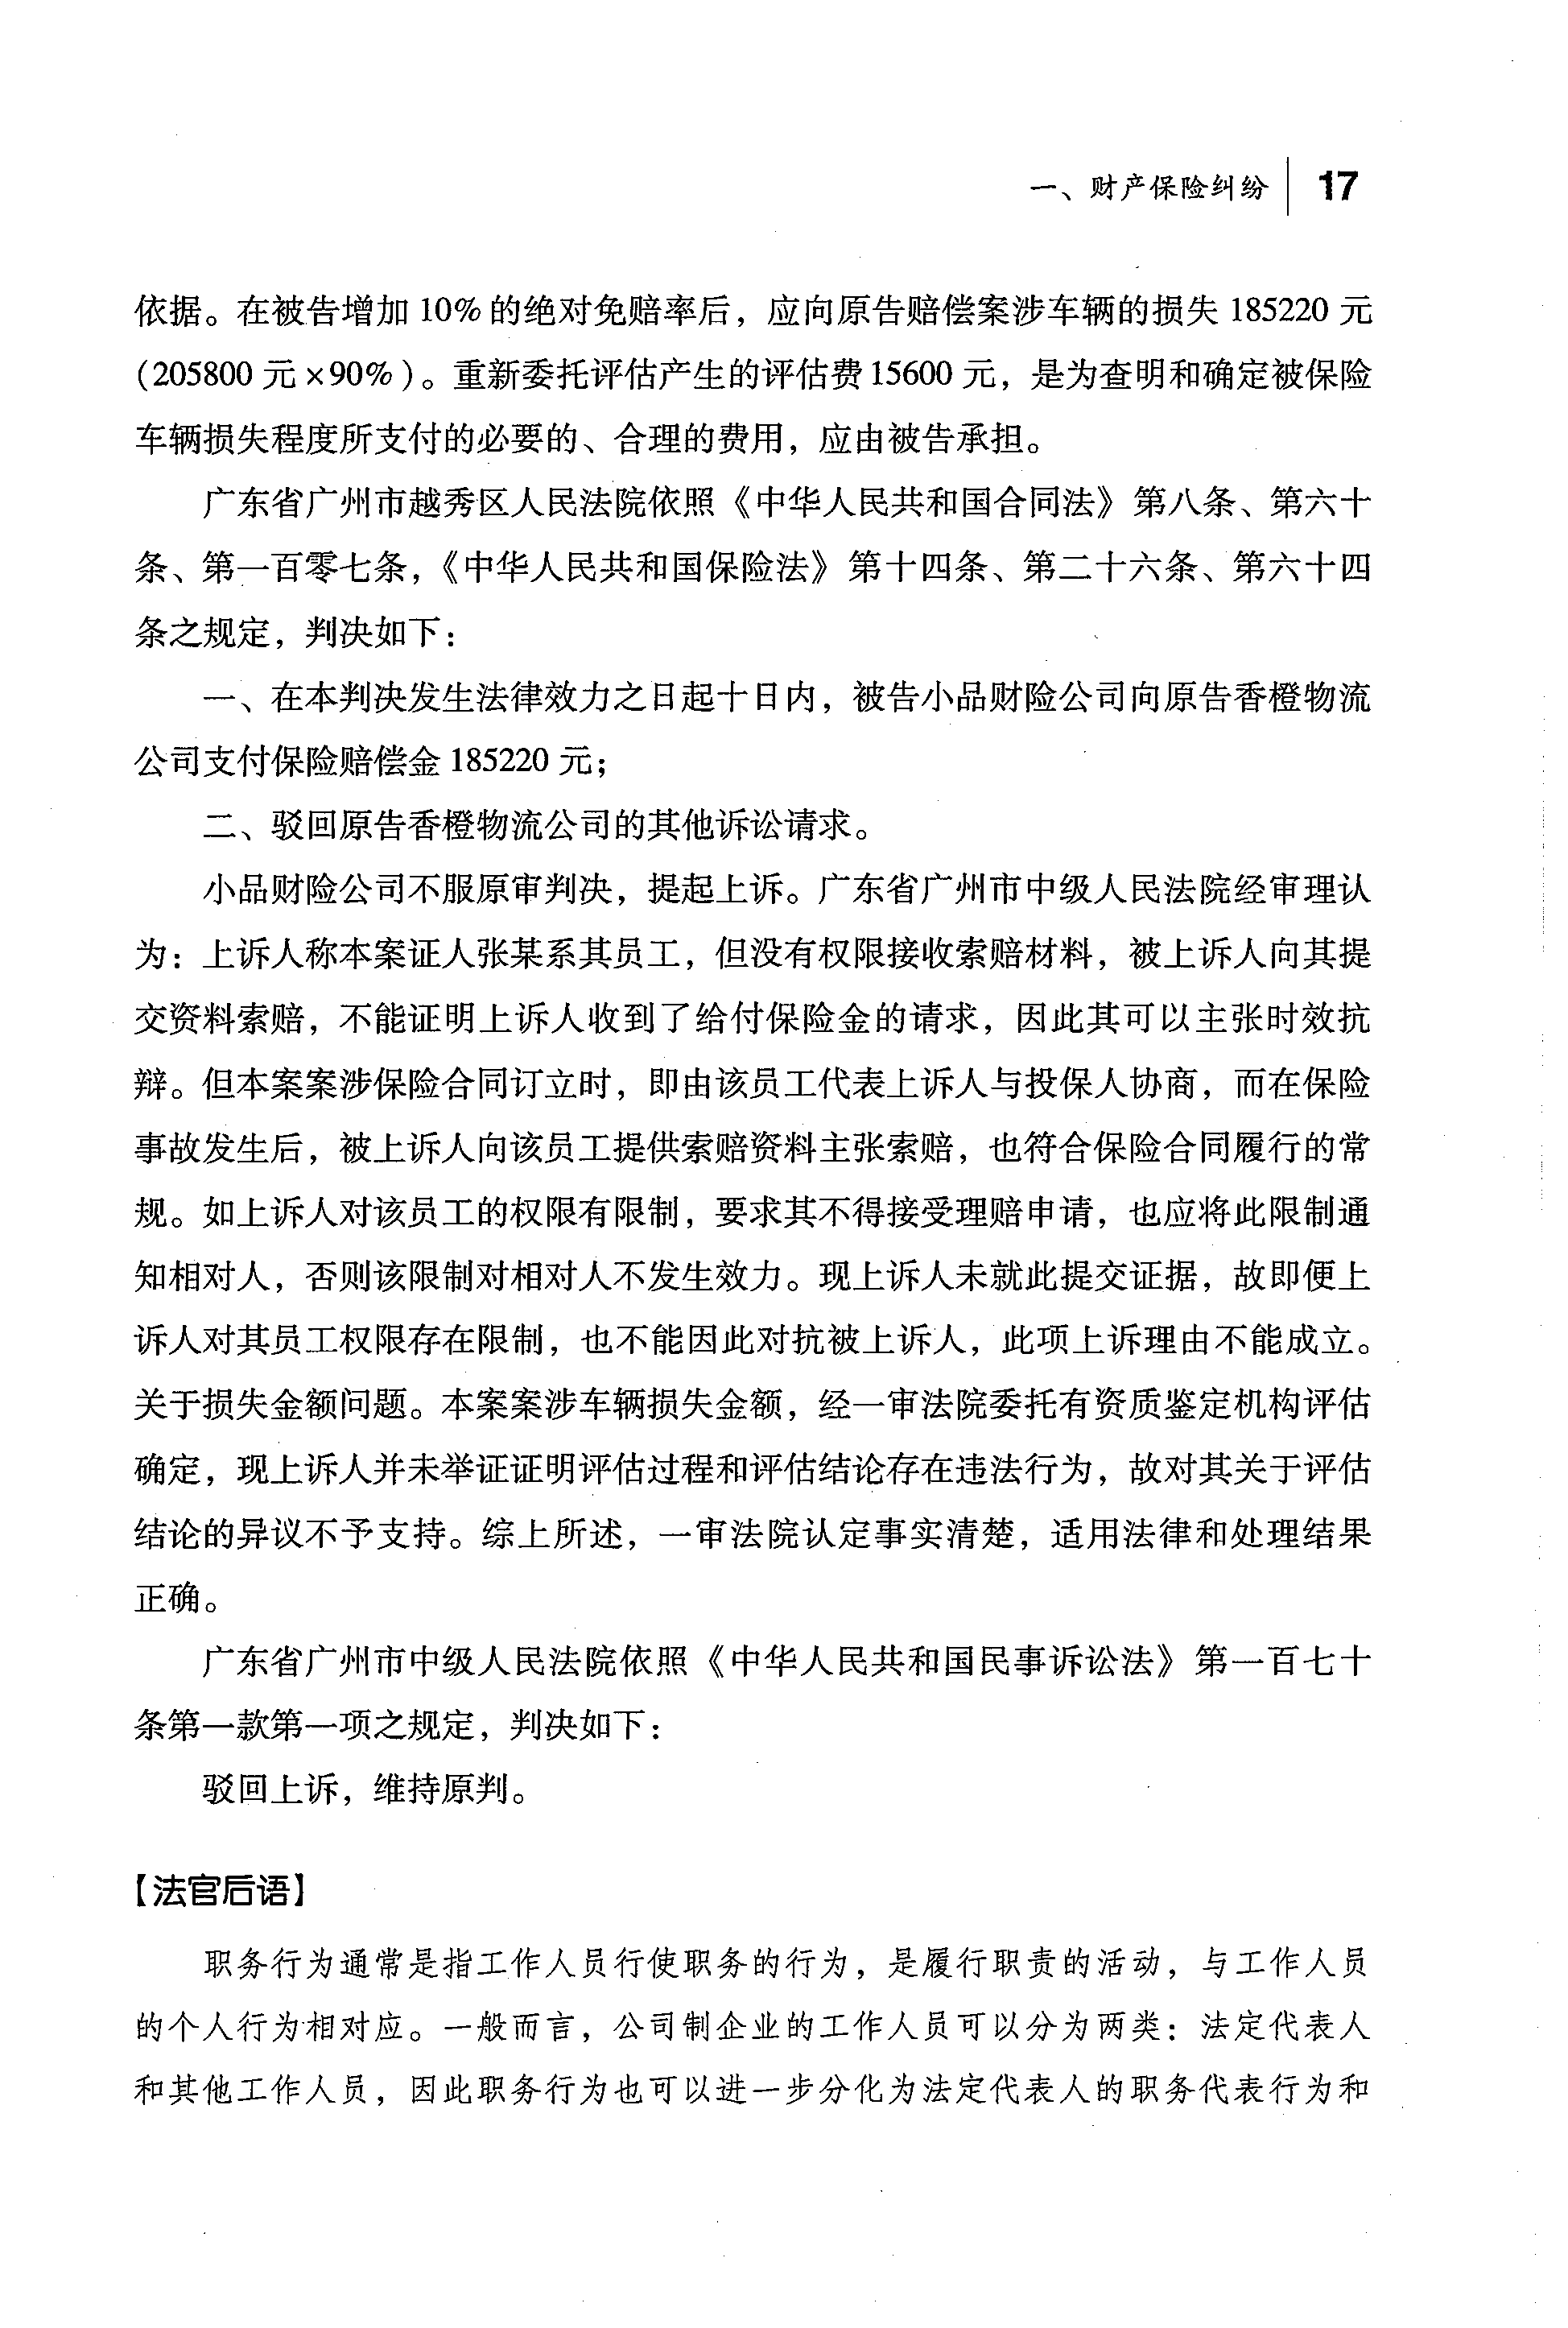 一、财产保险纠纷 17
依据。在被告增加 10% 的绝对免赔率后，应向原告赔偿案涉车辆的损失 185220 元
(205800 元 ×90%)。重新委托评估产生的评估费 15600 元，是为查明和确定被保险
车辆损失程度所支付的必要的、合理的费用，应由被告承担。
广东省广州市越秀区人民法院依照《中华人民共和国合同法》第八条、第六十
条、第一百零七条，《中华人民共和国保险法》第十四条、第二十六条、第六十四
条之规定，判决如下：
一、在本判决发生法律效力之日起十日内，被告小品财险公司向原告香橙物流
公司支付保险赔偿金 185220 元；
二、驳回原告香橙物流公司的其他诉讼请求。
小品财险公司不服原审判决，提起上诉。广东省广州市中级人民法院经审理认
为：上诉人称本案证人张某系其员工，但没有权限接收索赔材料，被上诉人向其提
交资料索赔，不能证明上诉人收到了给付保险金的请求，因此其可以主张时效抗
辩。但本案案涉保险合同订立时，即由该员工代表上诉人与投保人协商，而在保险
事故发生后，被上诉人向该员工提供索赔资料主张索赔，也符合保险合同履行的常
规。如上诉人对该员工的权限有限制，要求其不得接受理赔申请，也应将此限制通
知相对人，否则该限制对相对人不发生效力。现上诉人未就此提交证据，故即便上
诉人对其员工权限存在限制，也不能因此对抗被上诉人，此项上诉理由不能成立。
关于损失金额问题。本案案涉车辆损失金额，经一审法院委托有资质鉴定机构评估
确定，现上诉人并未举证证明评估过程和评估结论存在违法行为，故对其关于评估
结论的异议不予支持。综上所述，一审法院认定事实清楚，适用法律和处理结果
正确。
广东省广州市中级人民法院依照《中华人民共和国民事诉讼法》第一百七十
条第一款第一项之规定，判决如下：
驳回上诉，维持原判。
【法官后语】
职务行为通常是指工作人员行使职务的行为，是履行职责的活动，与工作人员
的个人行为相对应。一般而言，公司制企业的工作人员可以分为两类：法定代表人
和其他工作人员，因此职务行为也可以进一步分化为法定代表人的职务代表行为和